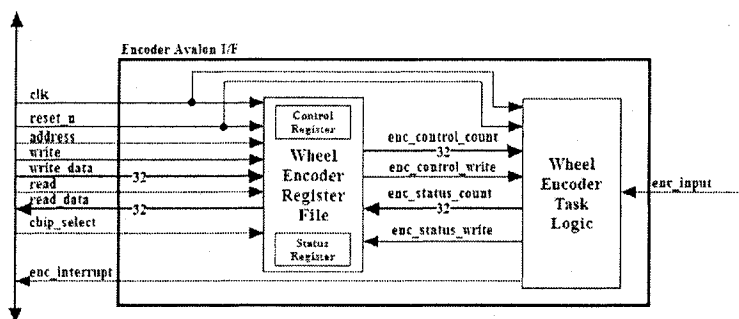 Encoder Avalon I/F
clk
reset_n
address
write
write_data
32
read
read_data
32
chip_select
enc_interrupt
Control
Register
Wheel
Encoder
Register
File
Status
Register
enc_control_count
32
enc_control_write
enc_status_count
32
enc_status_write
Wheel
Encoder
Task
Logic
enc_input